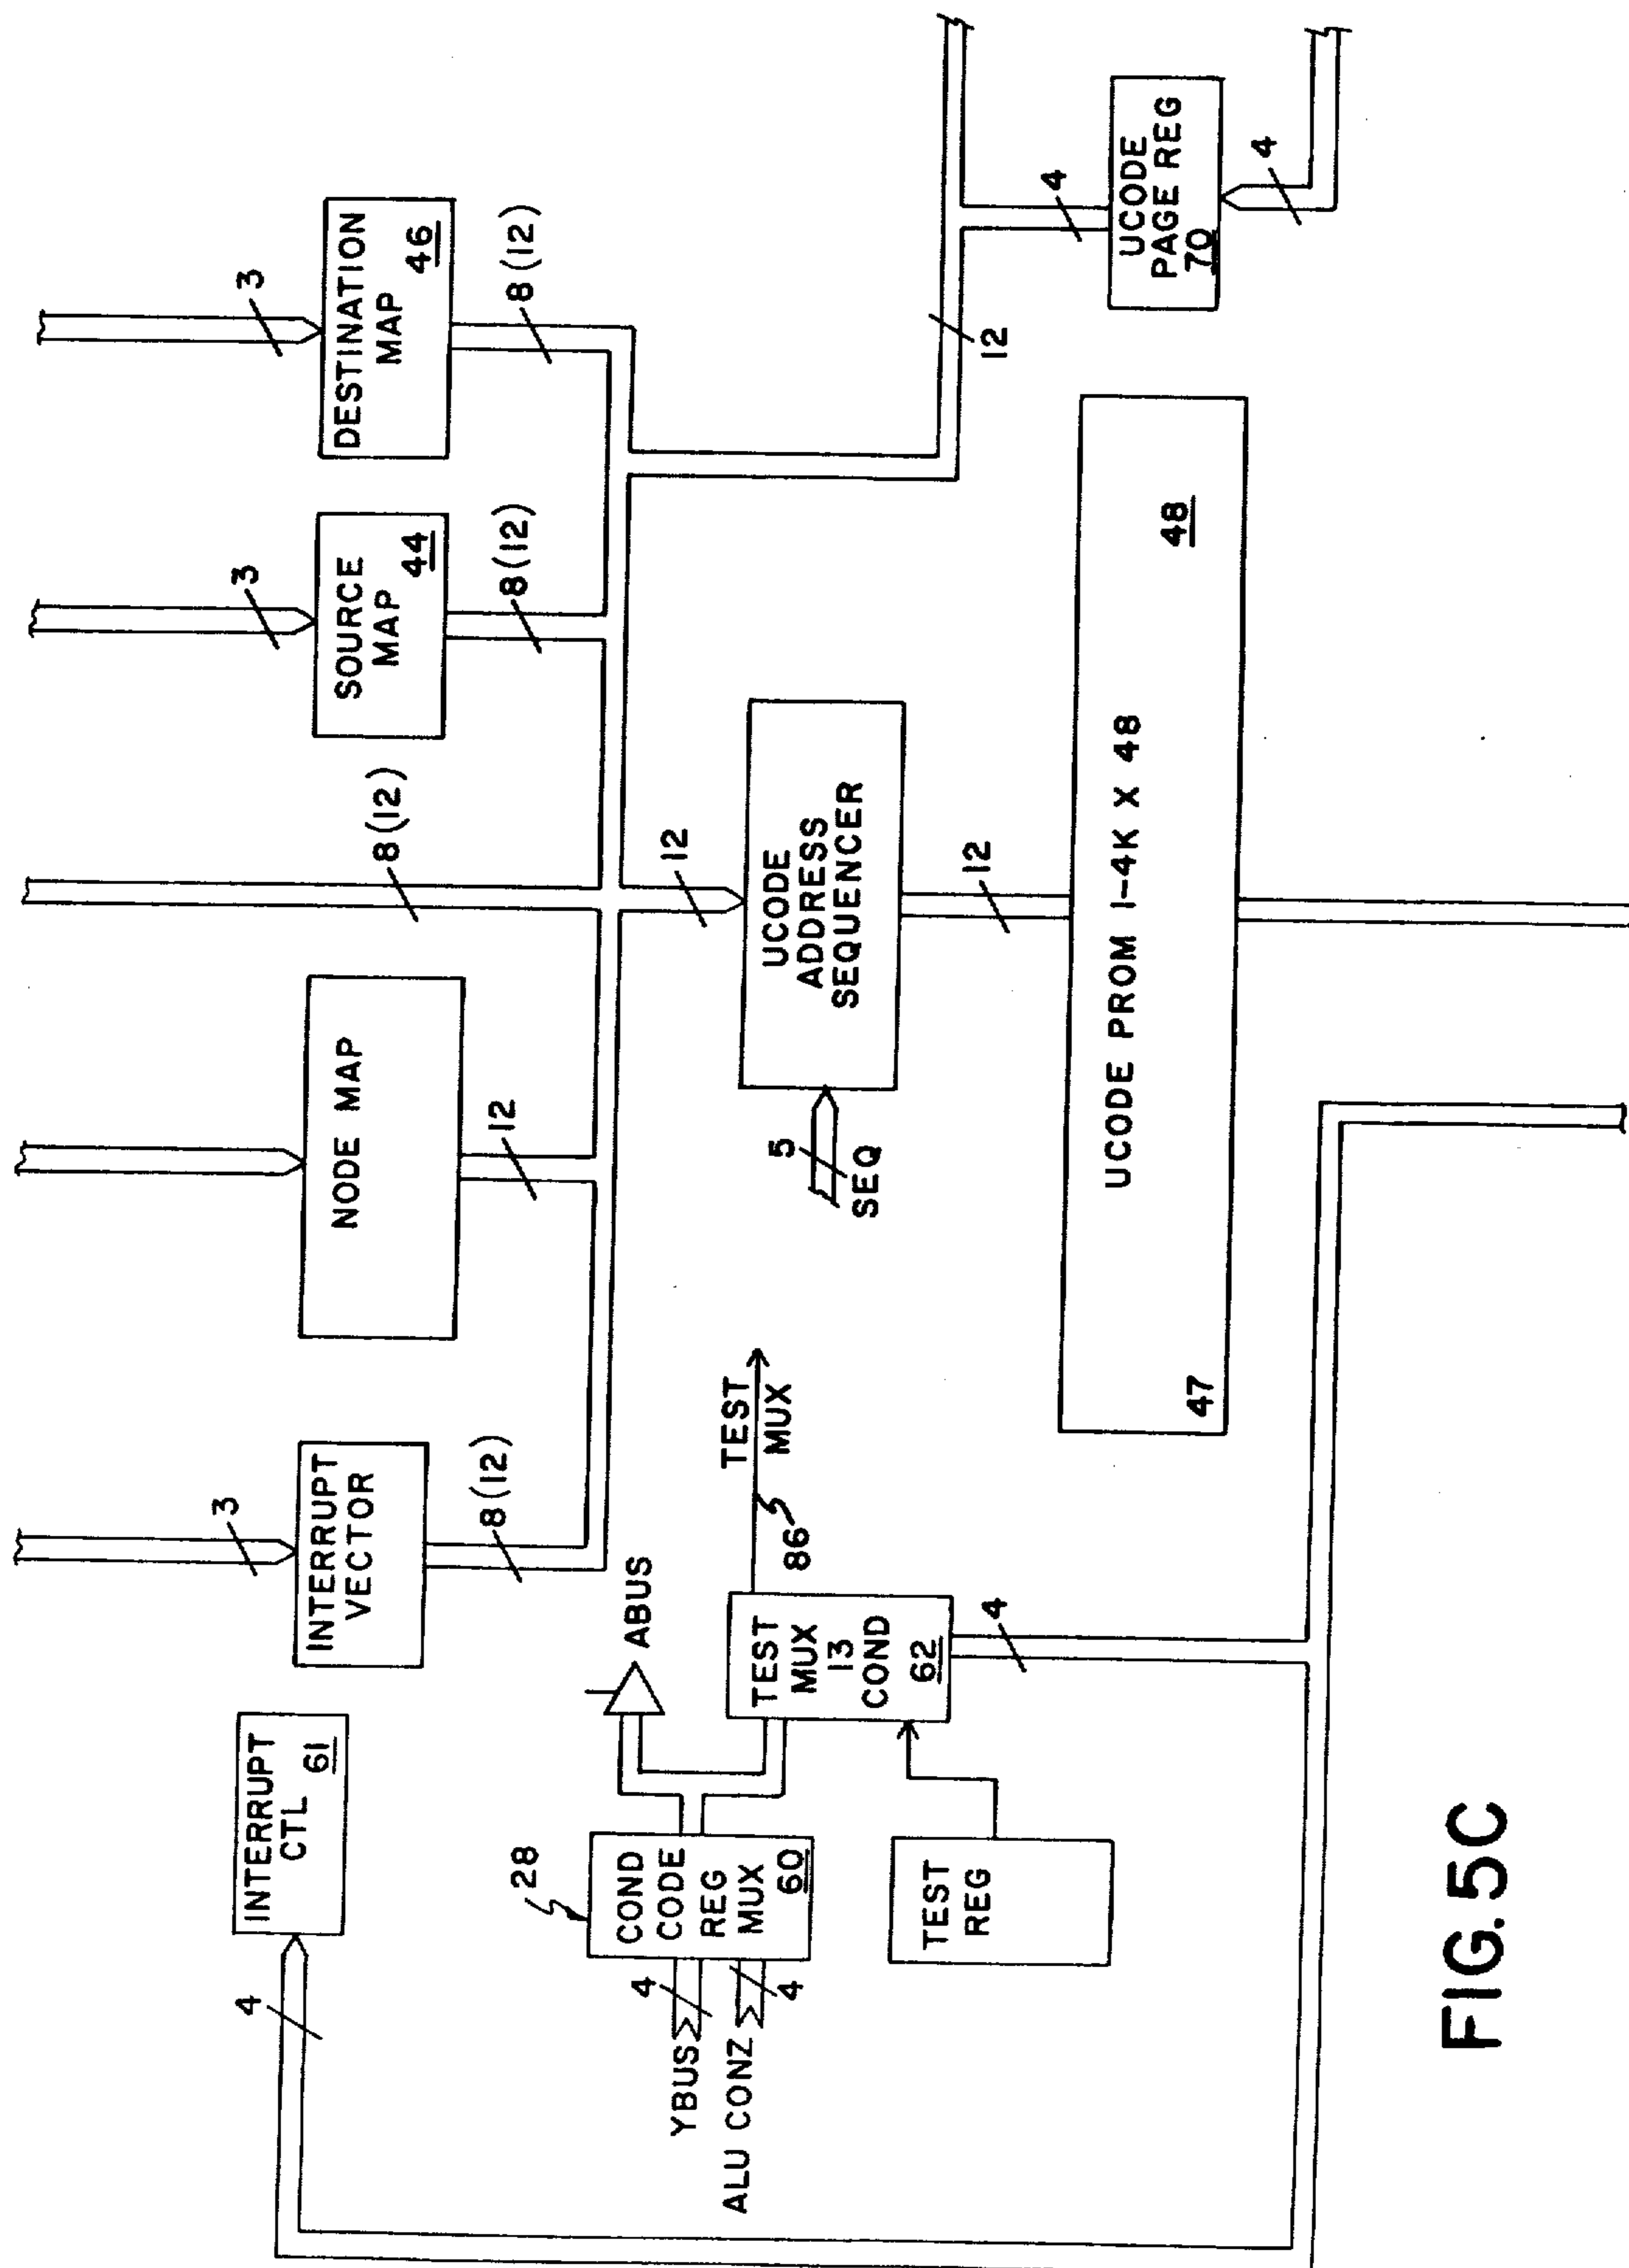 4
INTERRUPT
CTL
61
3
INTERRUPT
VECTOR
8(12)
NODE MAP
12
8(12)
3
SOURCE
MAP
44
8(12)
3
DESTINATION
MAP
46
8(12)
YBUS
4
ALU CONZ
4
28
COND
CODE
REG
MUX
60
ABUS
TEST
MUX
13
COND
62
4
86
TEST
MUX
TEST
REG
5
SEQ
12
UCODE
ADDRESS
SEQUENCER
12
12
47
UCODE PROM 1-4K X 48
48
4
UCODE
PAGE REG
70
4
FIG. 5C